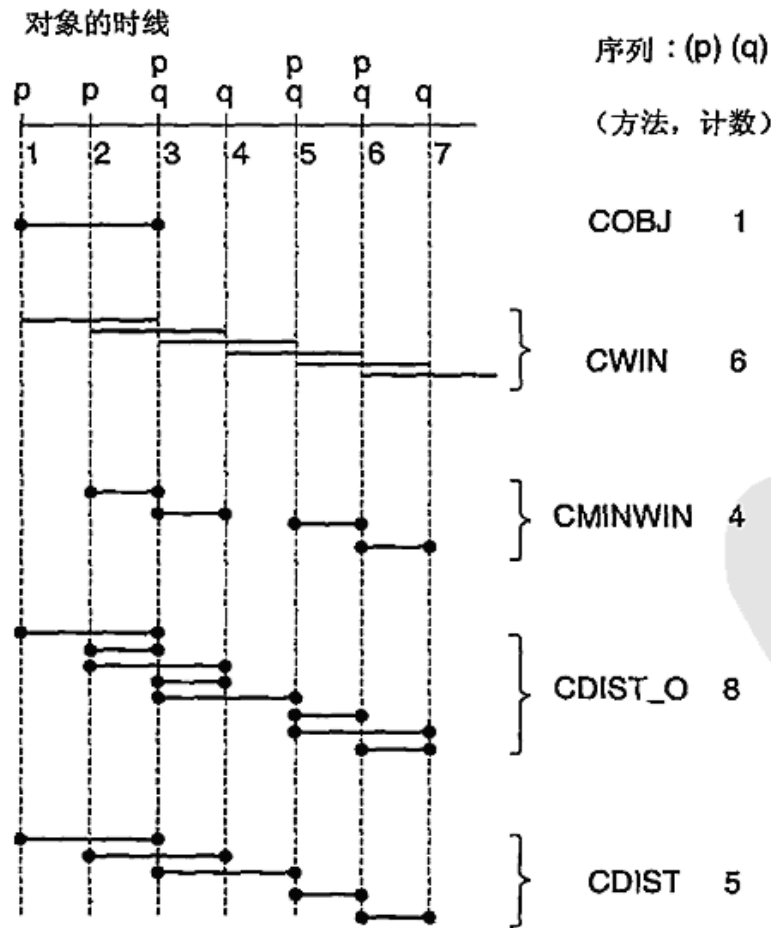 对象的时线
序列：(p) (q)
p p p p
p p q q q q q
（方法，计数）
1 2 3 4 5 6 7
COBJ 1
CWIN 6
CMINWIN 4
CDIST_O 8
CDIST 5